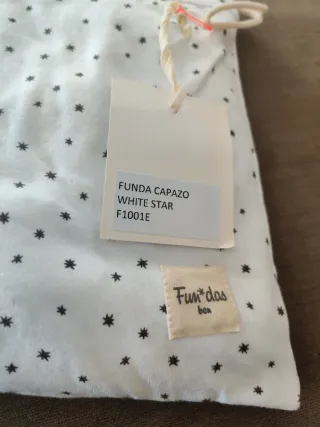 FUNDA CAPAZO
WHITE STAR
F1001E
Fun*das
bcn